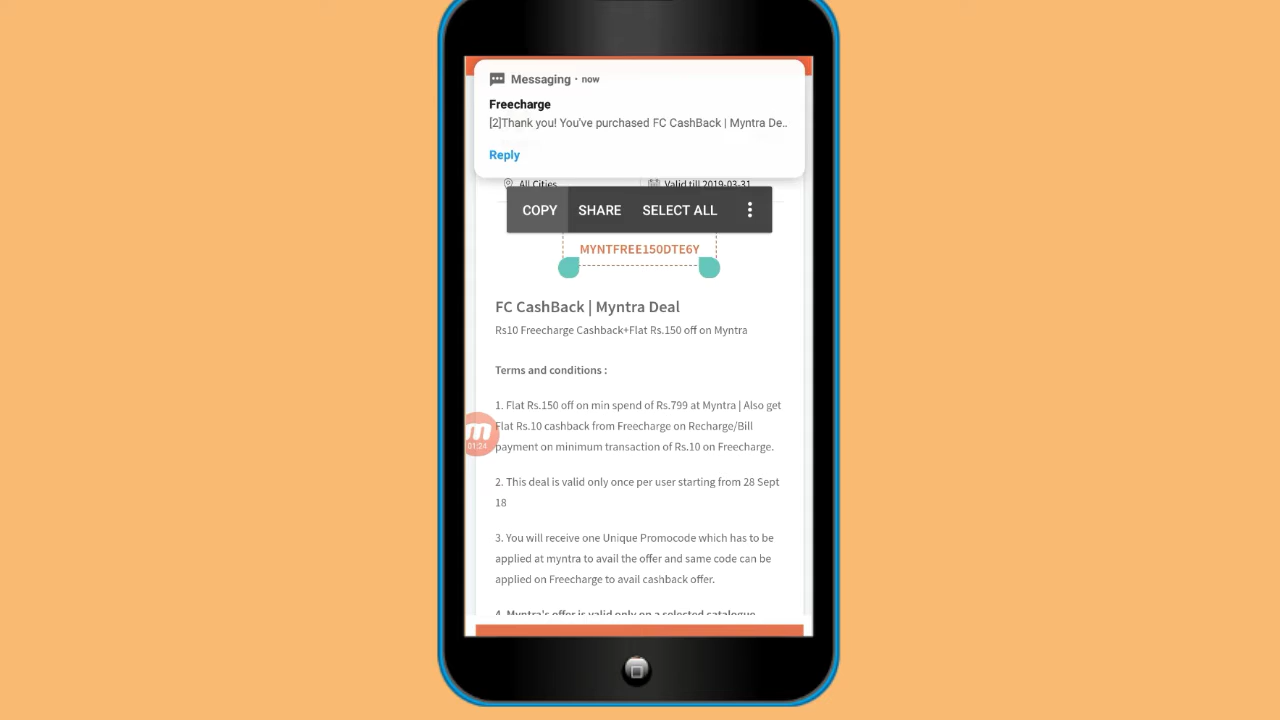 Messaging • now
Freecharge
[2]Thank you! You've purchased FC CashBack | Myntra De..
Reply
All Cities
Valid till 2019-03-31
COPY SHARE SELECT ALL
MYNTFREE150DTE6Y
FC CashBack | Myntra Deal
Rs10 Freecharge Cashback+Flat Rs.150 off on Myntra
Terms and conditions :
1. Flat Rs.150 off on min spend of Rs.799 at Myntra | Also get
Flat Rs.10 cashback from Freecharge on Recharge/Bill
payment on minimum transaction of Rs.10 on Freecharge.
01:24
2. This deal is valid only once per user starting from 28 Sept
18
3. You will receive one Unique Promocode which has to be
applied at myntra to avail the offer and same code can be
applied on Freecharge to avail cashback offer.
4. Myntra's offer is valid only on a selected catalogue